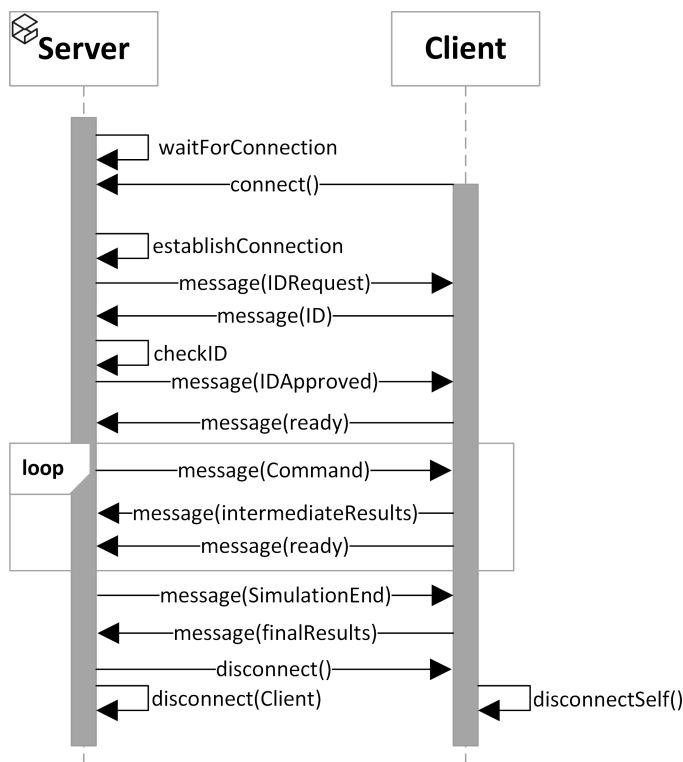 Server
Client
waitForConnection
connect()
establishConnection
message(IDRequest)
message(ID)
checkID
message(IDApproved)
message(ready)
loop
message(Command)
message(intermediateResults)
message(ready)
message(SimulationEnd)
message(finalResults)
disconnect()
disconnect(Client)
disconnectSelf()